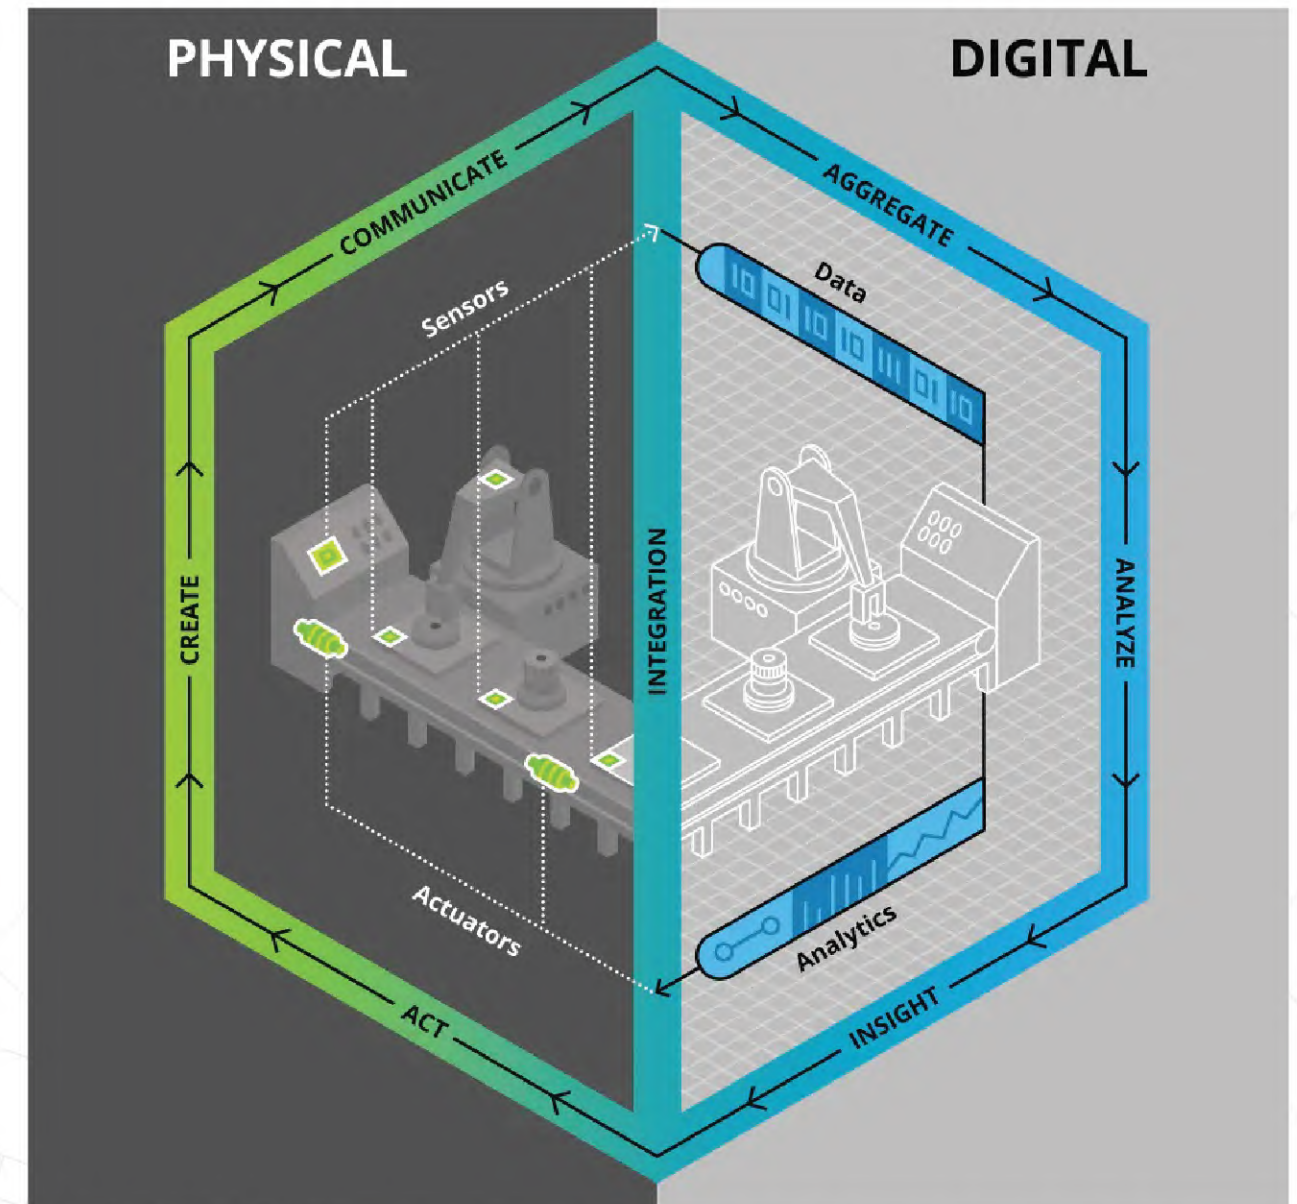 PHYSICAL
DIGITAL
COMMUNICATE
AGGREGATE
Sensors
Data
10 01 10 10 111 01 10
CREATE
INTEGRATION
ANALYZE
Actuators
Analytics
ACT
INSIGHT